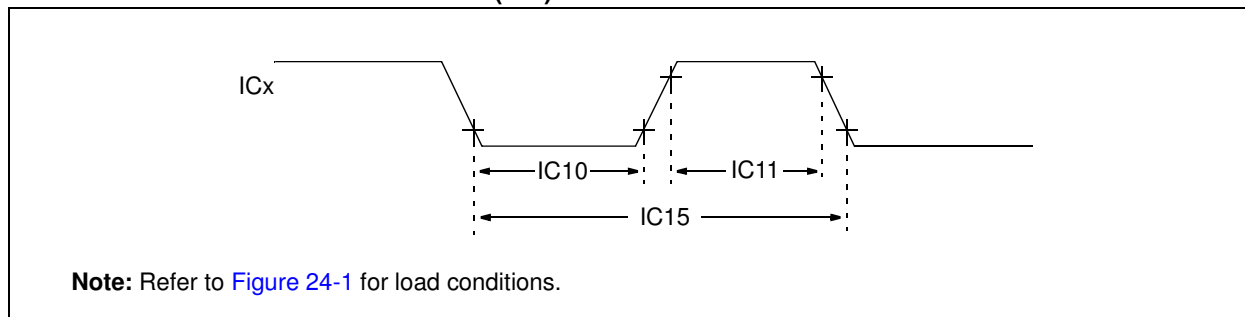 ICx
IC10
IC11
IC15
Note: Refer to Figure 24-1 for load conditions.